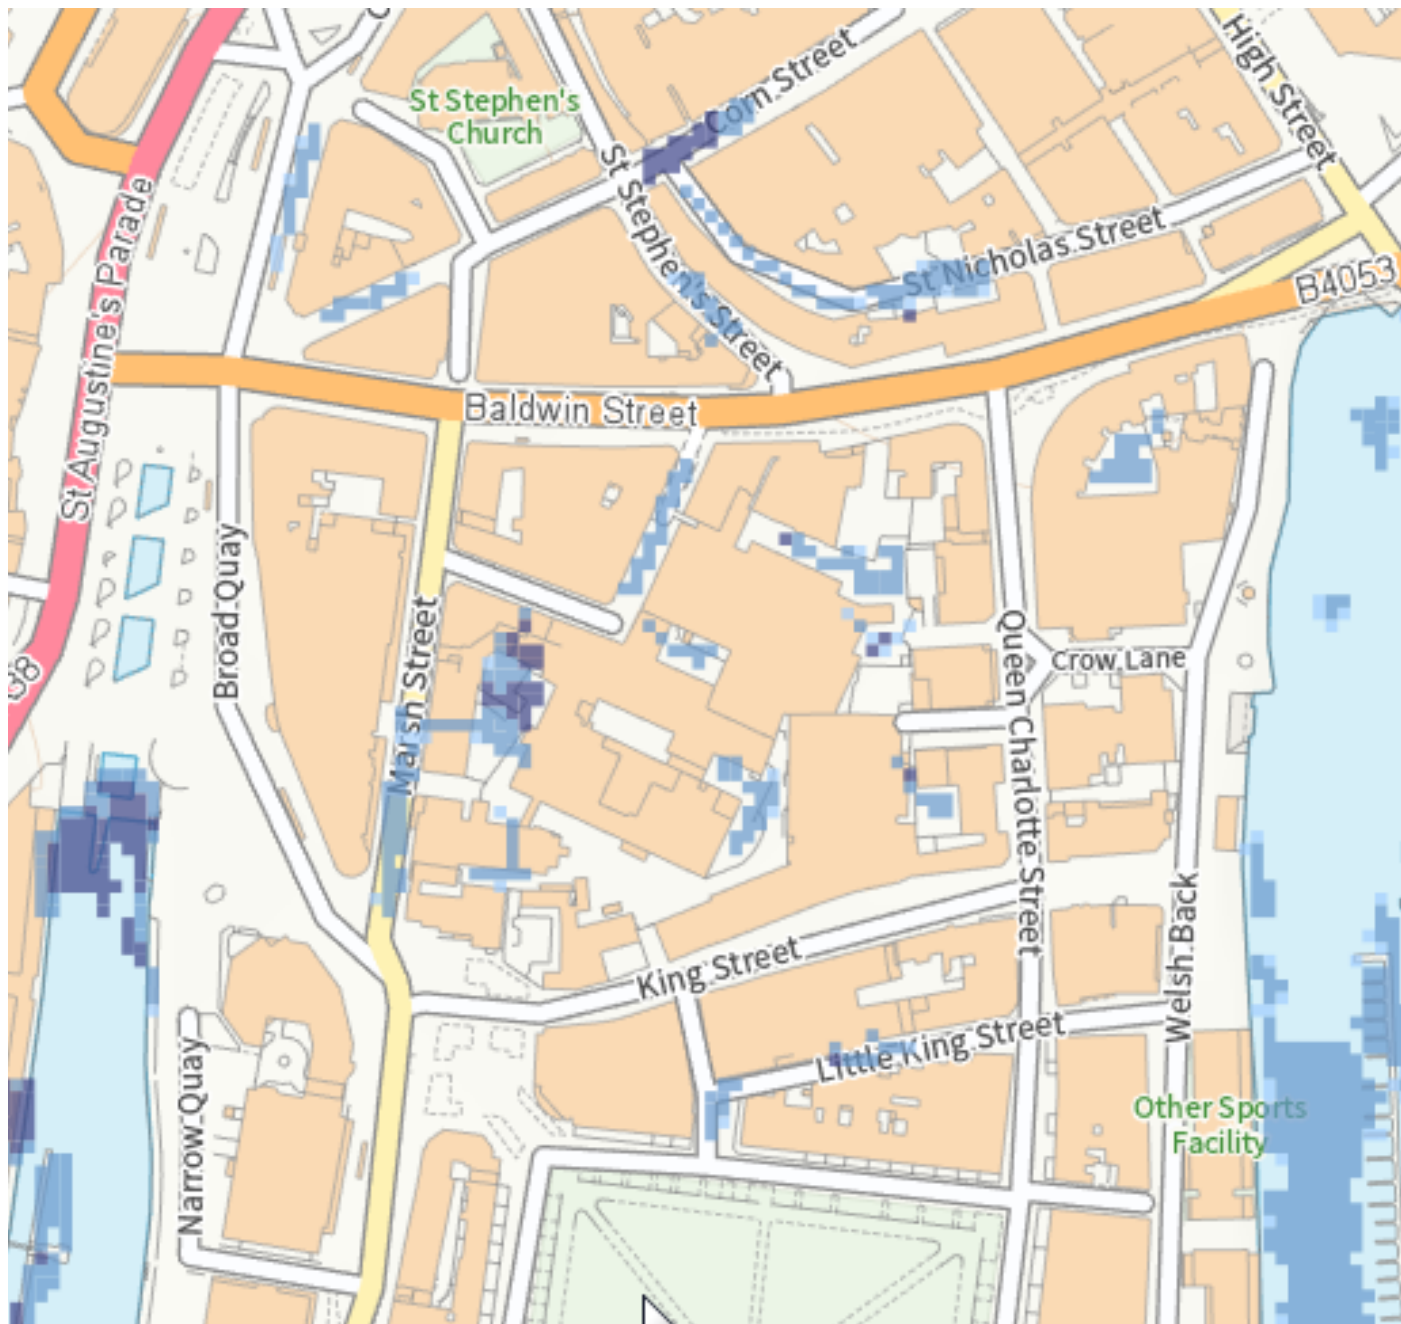 High Street
Corn Street
St Stephen's
Church
St Stephen's Street
St Nicholas Street
B4053
St Augustine's Parade
Baldwin Street
Broad Quay
Marsh Street
Queen Charlotte Street
Crow Lane
38
Welsh Back
King Street
Little King Street
Narrow Quay
Other Sports
Facility